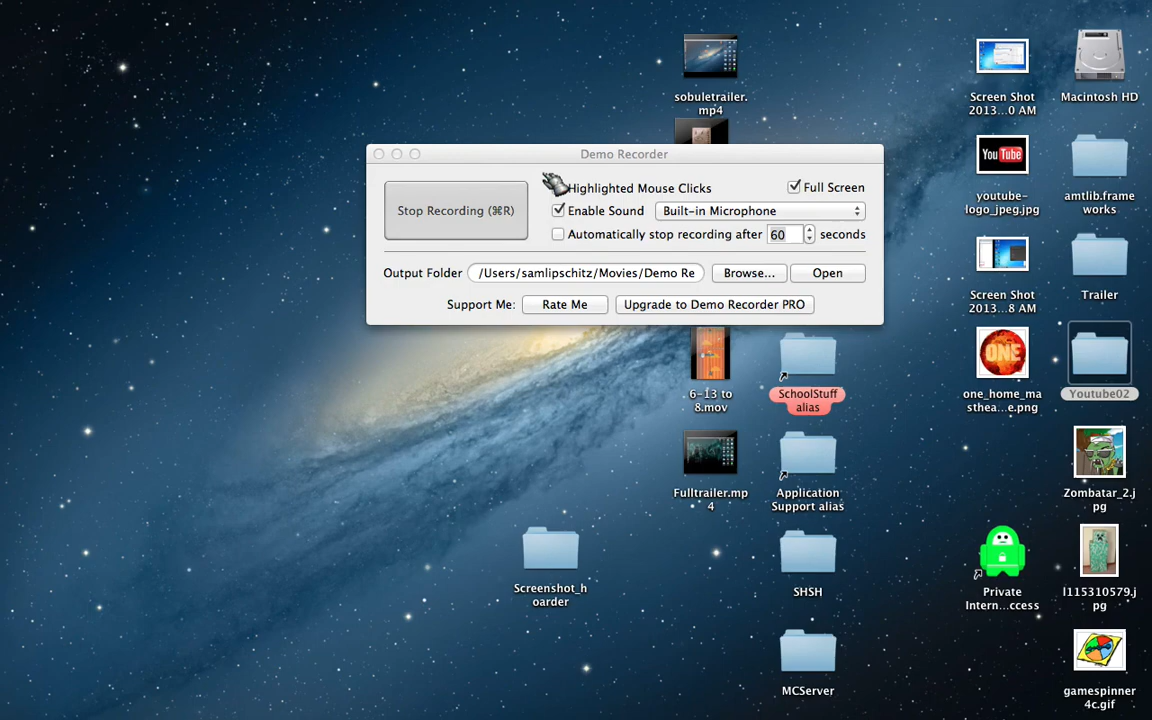 sobuletrailer.
mp4
Screen Shot
2013...0 AM
Macintosh HD
Demo Recorder
Stop Recording (⌘R)
Highlighted Mouse Clicks
Full Screen
Enable Sound
Built-in Microphone
Automatically stop recording after 60 seconds
Output Folder
/Users/samlipschitz/Movies/Demo Re
Browse...
Open
Support Me:
Rate Me
Upgrade to Demo Recorder PRO
You Tube
youtube-
logo_jpeg.jpg
amtlib.frame
works
Screen Shot
2013...8 AM
Trailer
6-13 to
8.mov
SchoolStuff
alias
ONE
one_home_ma
sthea...e.png
Youtube02
Fulltrailer.mp
4
Application
Support alias
Zombatar_2.j
pg
Screenshot_h
oarder
SHSH
Private
Intern...ccess
l115310579.j
pg
MCServer
gamespinner
4c.gif